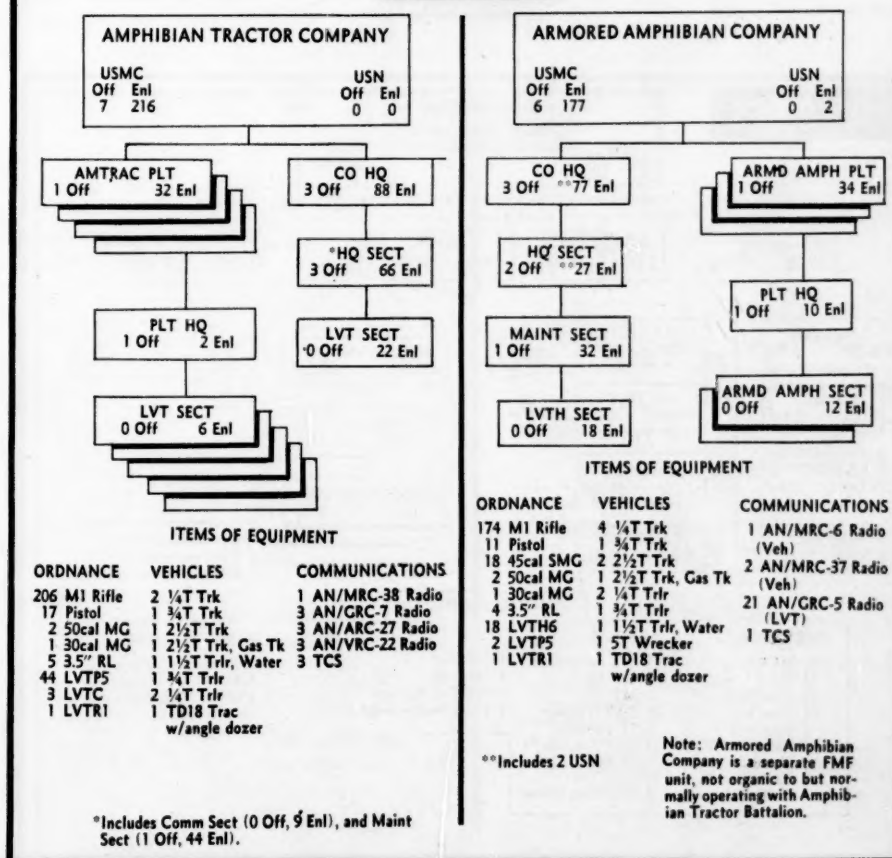 AMPHIBIAN TRACTOR COMPANY
USMC
Off Enl
7 216
USN
Off Enl
0 0
AMTRAC PLT
1 Off 32 Enl
CO HQ
3 Off 88 Enl
*HQ SECT
3 Off 66 Enl
PLT HQ
1 Off 2 Enl
LVT SECT
0 Off 22 Enl
LVT SECT
0 Off 6 Enl
ITEMS OF EQUIPMENT
ORDNANCE
206 M1 Rifle
17 Pistol
2 50cal MG
1 30cal MG
5 3.5" RL
44 LVTP5
3 LVTC
1 LVTR1
VEHICLES
2 ¼T Trk
1 ¾T Trk
1 2½T Trk
1 2½T Trk, Gas Tk
1 1½T Trlr, Water
1 ¾T Trlr
2 ¼T Trlr
1 TD18 Trac
w/angle dozer
COMMUNICATIONS
1 AN/MRC-38 Radio
3 AN/GRC-7 Radio
3 AN/ARC-27 Radio
3 AN/VRC-22 Radio
3 TCS
*Includes Comm Sect (0 Off, 9 Enl), and Maint
Sect (1 Off, 44 Enl).
ARMORED AMPHIBIAN COMPANY
USMC
Off Enl
6 177
USN
Off Enl
0 2
CO HQ
3 Off **77 Enl
ARMD AMPH PLT
1 Off 34 Enl
HQ SECT
2 Off **27 Enl
PLT HQ
1 Off 10 Enl
MAINT SECT
1 Off 32 Enl
ARMD AMPH SECT
0 Off 12 Enl
LVTH SECT
0 Off 18 Enl
ITEMS OF EQUIPMENT
ORDNANCE
174 M1 Rifle
11 Pistol
18 45cal SMG
2 50cal MG
1 30cal MG
4 3.5" RL
18 LVTH6
2 LVTP5
1 LVTR1
VEHICLES
4 ¼T Trk
1 ¾T Trk
2 2½T Trk
1 2½T Trk, Gas Tk
2 ¼T Trlr
1 ¾T Trlr
1 1½T Trlr, Water
1 5T Wrecker
1 TD18 Trac
w/angle dozer
COMMUNICATIONS
1 AN/MRC-6 Radio
(Veh)
2 AN/MRC-37 Radio
(Veh)
21 AN/GRC-5 Radio
(LVT)
1 TCS
**Includes 2 USN
Note: Armored Amphibian
Company is a separate FMF
unit, not organic to but nor-
mally operating with Amphib-
ian Tractor Battalion.